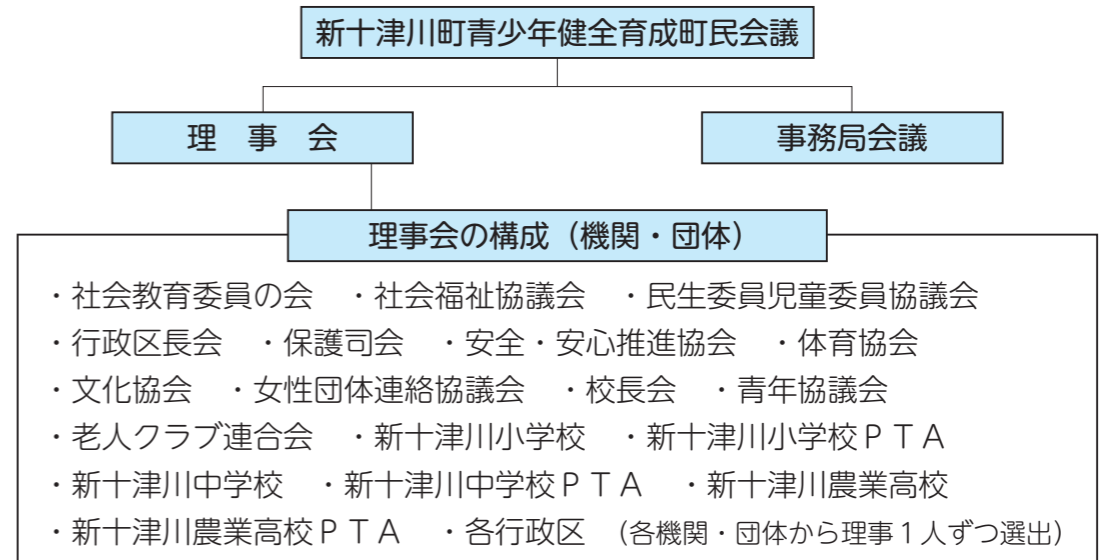 新十津川町青少年健全育成町民会議
理　事　会
事務局会議
理事会の構成（機関・団体）
・社会教育委員の会　・社会福祉協議会　・民生委員児童委員協議会
・行政区長会　・保護司会　・安全・安心推進協会　・体育協会
・文化協会　・女性団体連絡協議会　・校長会　・青年協議会
・老人クラブ連合会　・新十津川小学校　・新十津川小学校ＰＴＡ
・新十津川中学校　・新十津川中学校ＰＴＡ　・新十津川農業高校
・新十津川農業高校ＰＴＡ　・各行政区　（各機関・団体から理事１人ずつ選出）